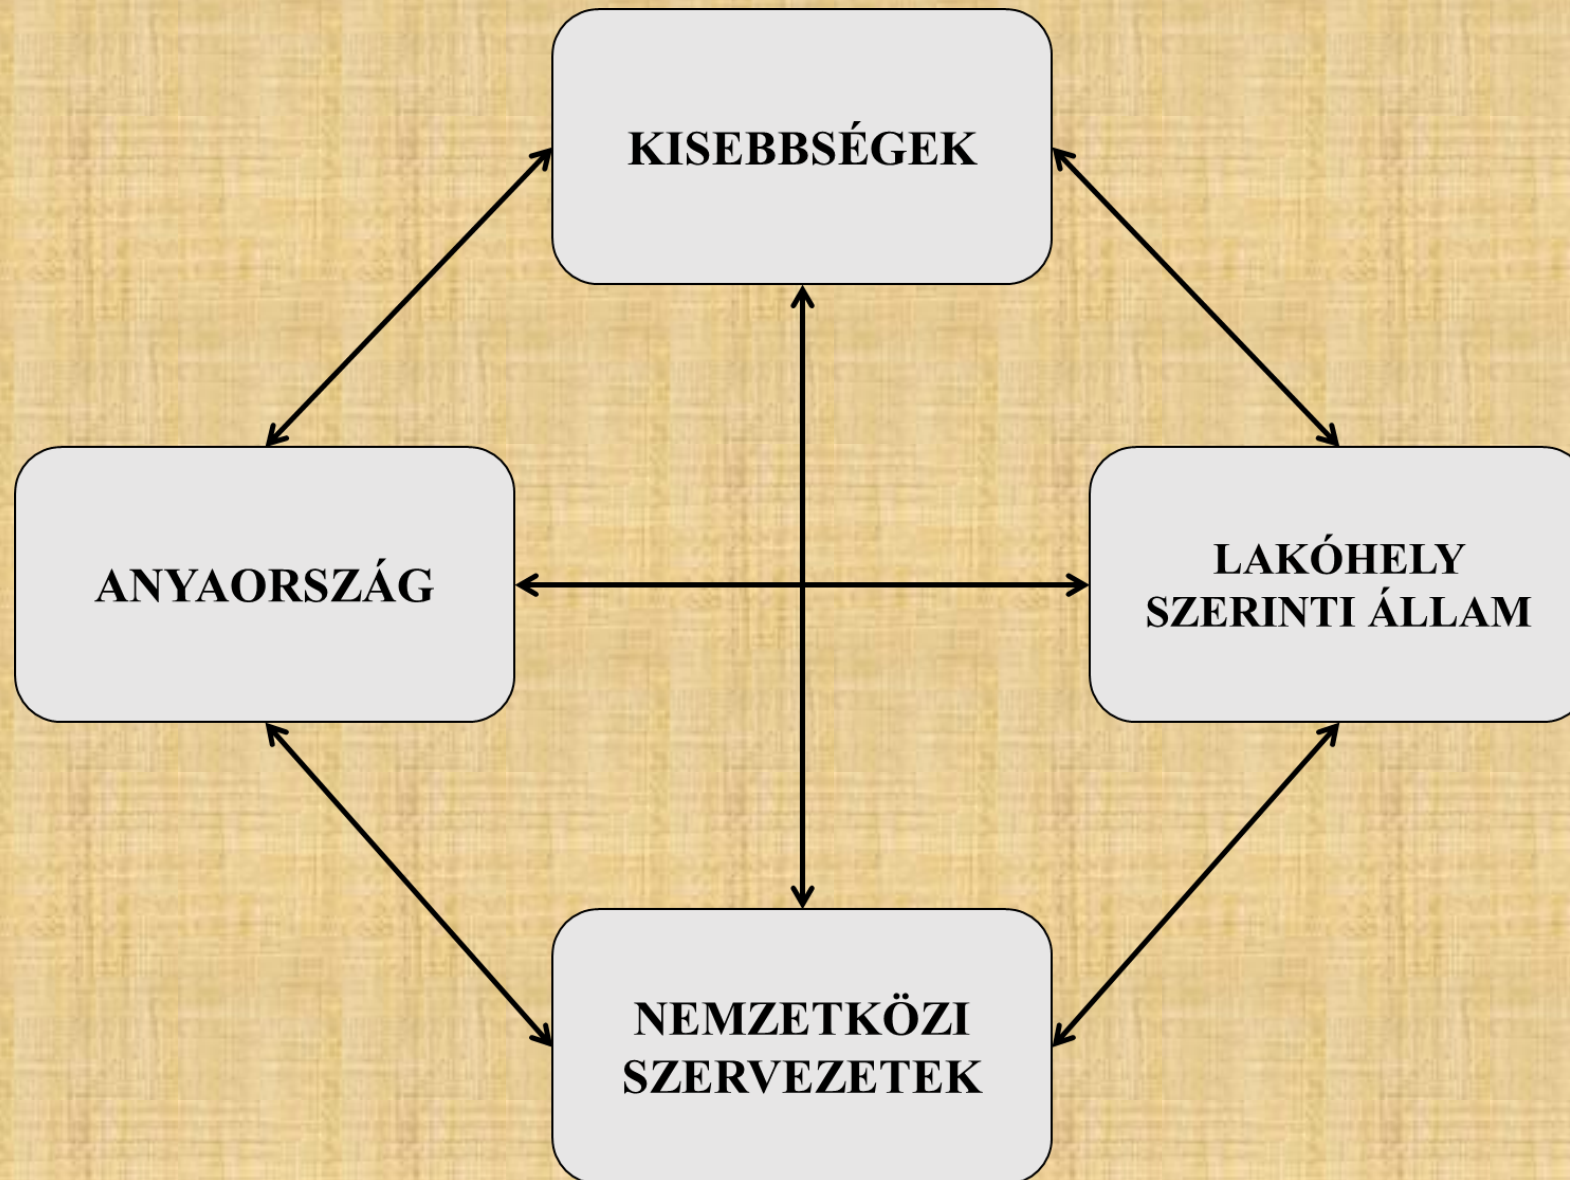 KISEBBSÉGEK
ANYAORSZÁG
LAKÓHELY
SZERINTI ÁLLAM
NEMZETKÖZI
SZERVEZETEK